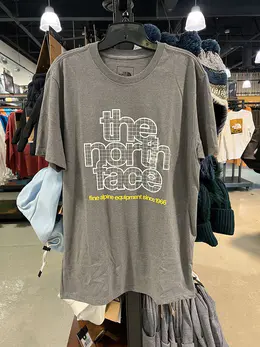 the
north
face
fine alpine equipment since 1966